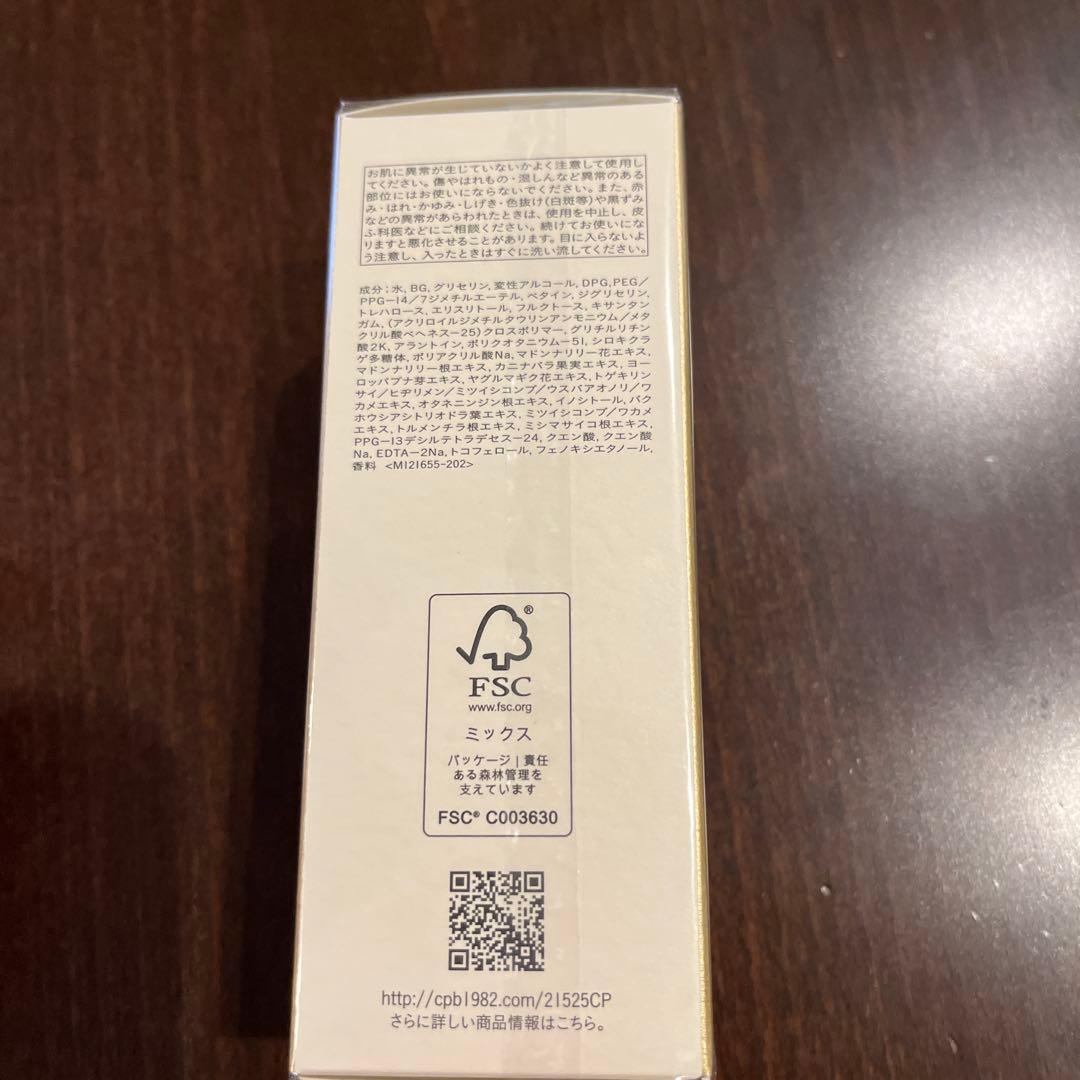 お肌に異常が生じていないかよく注意して使用し
てください。傷やはれもの・湿しんなど異常のある
部位にはお使いにならないでください。また、赤
み・はれ・かゆみ・しげき・色抜け(白斑等)や黒ずみ
などの異常があらわれたときは、使用を中止し、皮
ふ科医などにご相談ください。続けてお使いにな
りますと悪化させることがあります。目に入らないよ
う注意し、入ったときはすぐに洗い流してください。
成分：水, BG, グリセリン, 変性アルコール, DPG, PEG/
PPG-14/7ジメチルエーテル, ベタイン, ジグリセリン,
トレハロース, エリスリトール, フルクトース, キサンタン
ガム, (アクリロイルジメチルタウリンアンモニウム/メタ
クリル酸ベヘネス-25)クロスポリマー, グリチルリチン
酸2K, アラントイン, ポリクオタニウム-51, シロキクラ
ゲ多糖体, ポリアクリル酸Na, マドンナリリー花エキス,
マドンナリリー根エキス, カニナバラ果実エキス, ヨー
ロッパブナ芽エキス, ヤグルマギク花エキス, トゲキリン
サイ/ヒヂリメン/ミツイシコンブ/ウスバアオノリ/ワ
カメエキス, オタネニンジン根エキス, イノシトール, バク
ホウシアシトリオドラ葉エキス, ミツイシコンブ/ワカメ
エキス, トルメンチラ根エキス, ミシマサイコ根エキス,
PPG-13デシルテトラデセス-24, クエン酸, クエン酸
Na, EDTA-2Na, トコフェロール, フェノキシエタノール,
香料 <MI21655-202>
®
FSC
www.fsc.org
ミックス
パッケージ | 責任
ある森林管理を
支えています
FSC® C003630
http://cpb1982.com/21525CP
さらに詳しい商品情報はこちら。